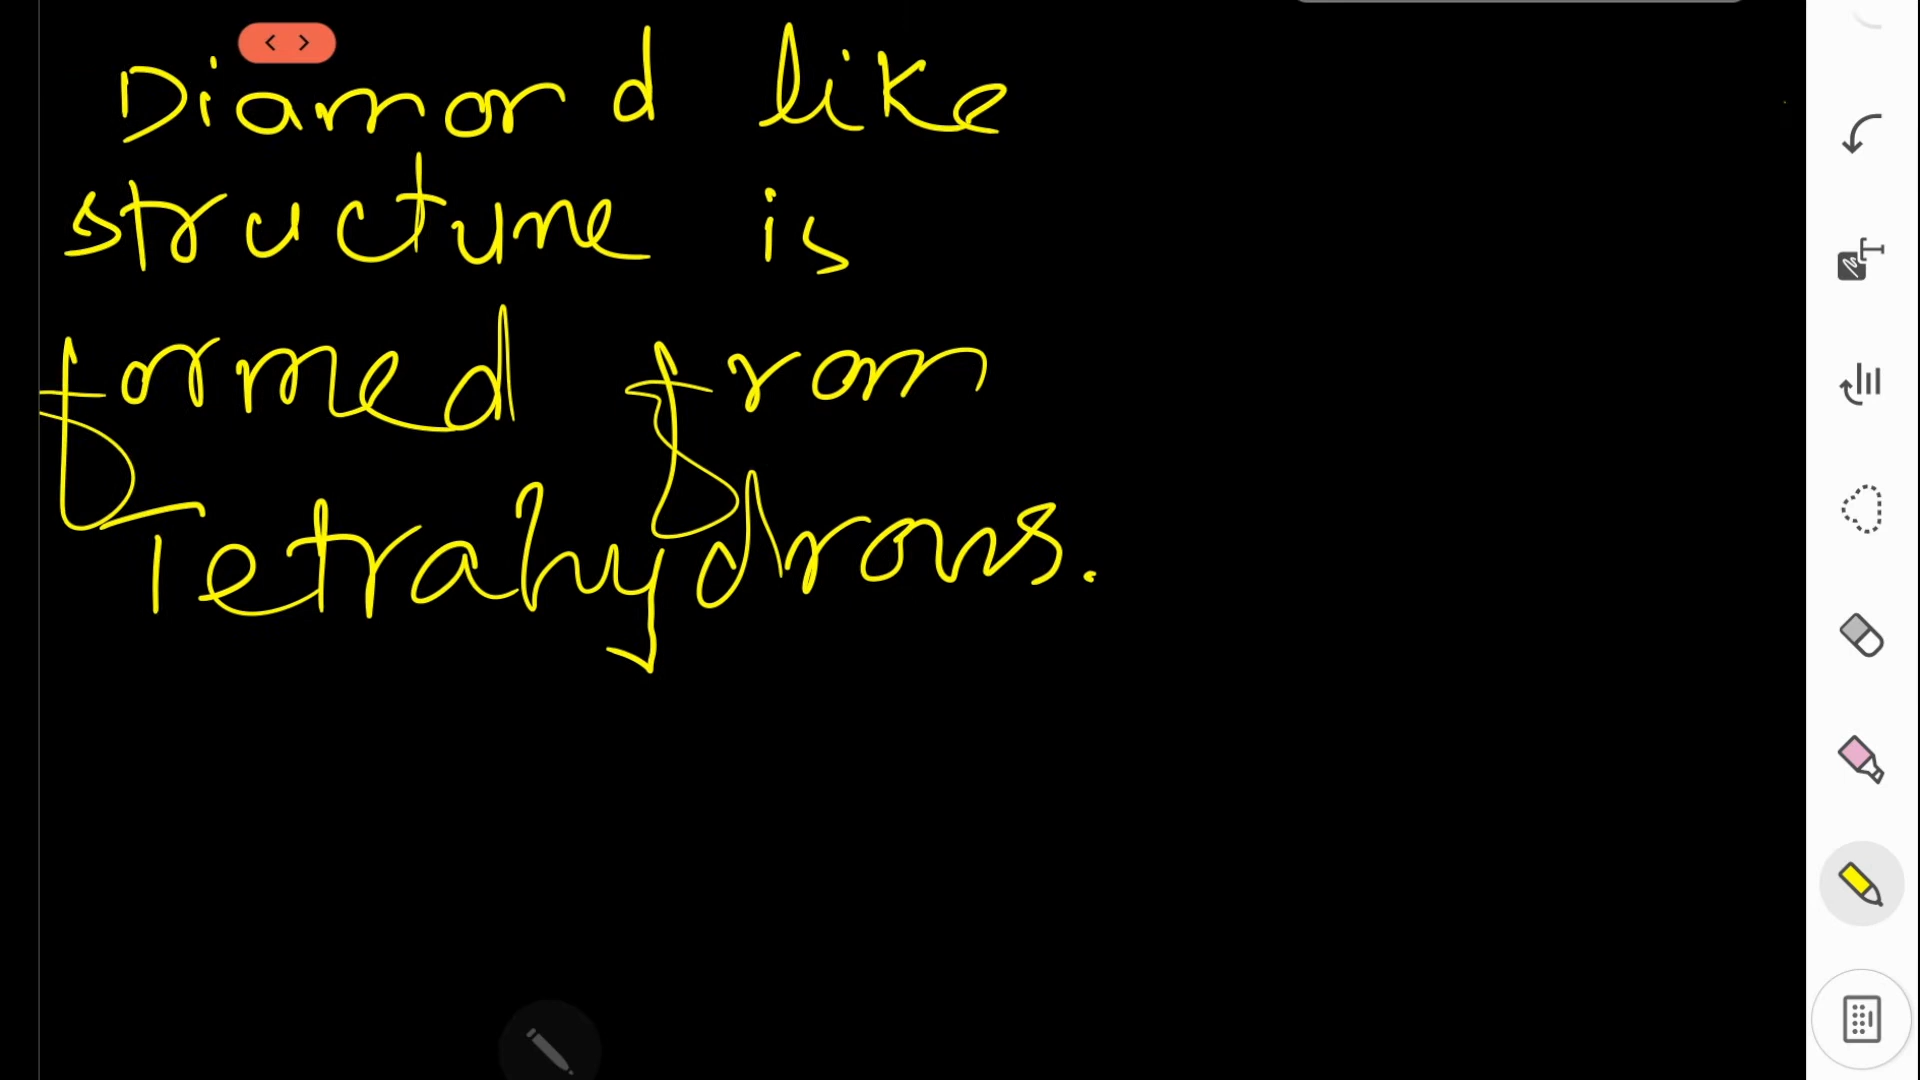 Diamond like
structure is
formed from
Tetrahydrons.